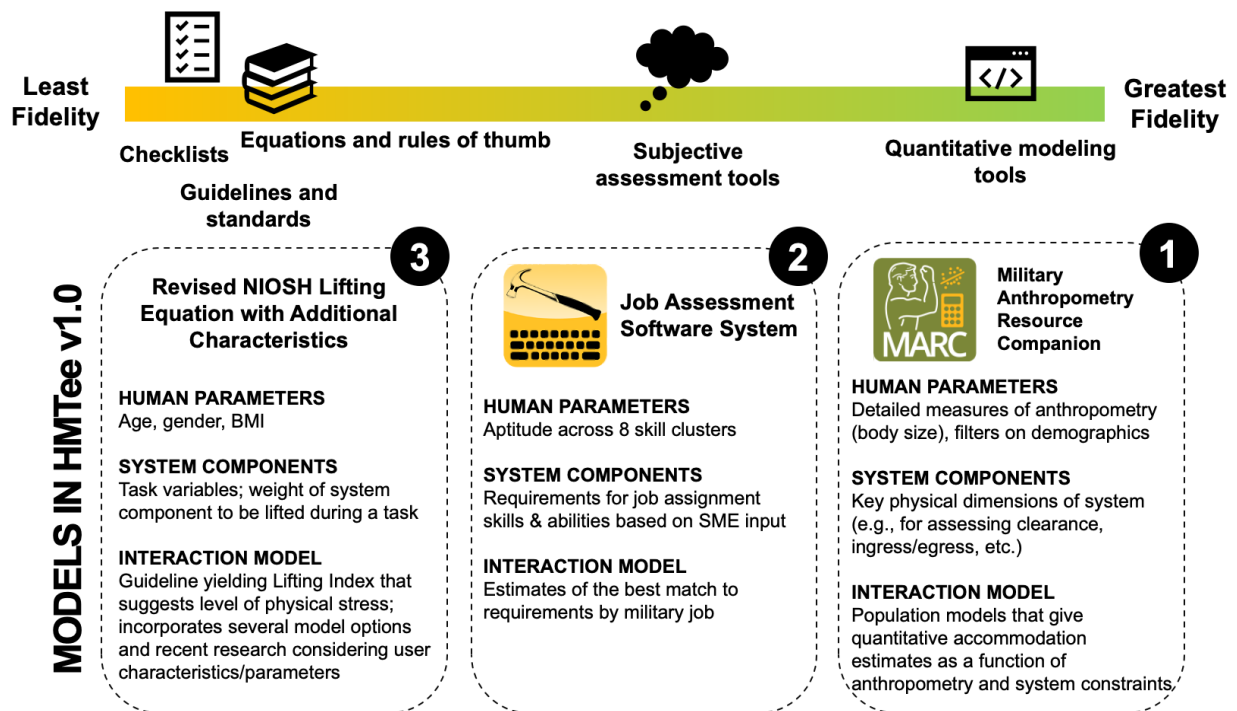 Least
Fidelity
Greatest
Fidelity
</>
Checklists
Equations and rules of thumb
Guidelines and
standards
Subjective
assessment tools
Quantitative modeling
tools
MODELS IN HMTee v1.0
3
Revised NIOSH Lifting
Equation with Additional
Characteristics
HUMAN PARAMETERS
Age, gender, BMI
SYSTEM COMPONENTS
Task variables; weight of system
component to be lifted during a task
INTERACTION MODEL
Guideline yielding Lifting Index that
suggests level of physical stress;
incorporates several model options
and recent research considering user
characteristics/parameters
2
Job Assessment
Software System
HUMAN PARAMETERS
Aptitude across 8 skill clusters
SYSTEM COMPONENTS
Requirements for job assignment
skills & abilities based on SME input
INTERACTION MODEL
Estimates of the best match to
requirements by military job
1
MARC
Military
Anthropometry
Resource
Companion
HUMAN PARAMETERS
Detailed measures of anthropometry
(body size), filters on demographics
SYSTEM COMPONENTS
Key physical dimensions of system
(e.g., for assessing clearance,
ingress/egress, etc.)
INTERACTION MODEL
Population models that give
quantitative accommodation
estimates as a function of
anthropometry and system constraints